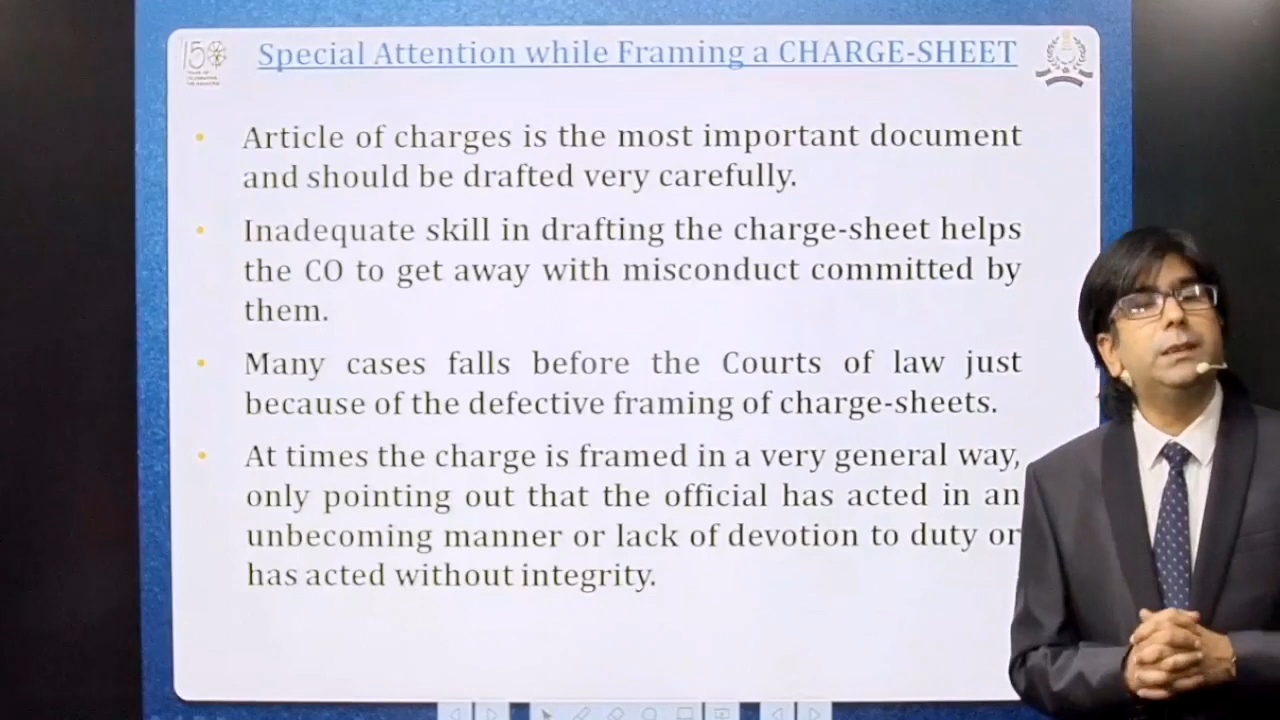 150
Special Attention while Framing a CHARGE-SHEET
• Article of charges is the most important document
and should be drafted very carefully.
• Inadequate skill in drafting the charge-sheet helps
the CO to get away with misconduct committed by
them.
• Many cases falls before the Courts of law just
because of the defective framing of charge-sheets.
• At times the charge is framed in a very general way,
only pointing out that the official has acted in an
unbecoming manner or lack of devotion to duty or
has acted without integrity.